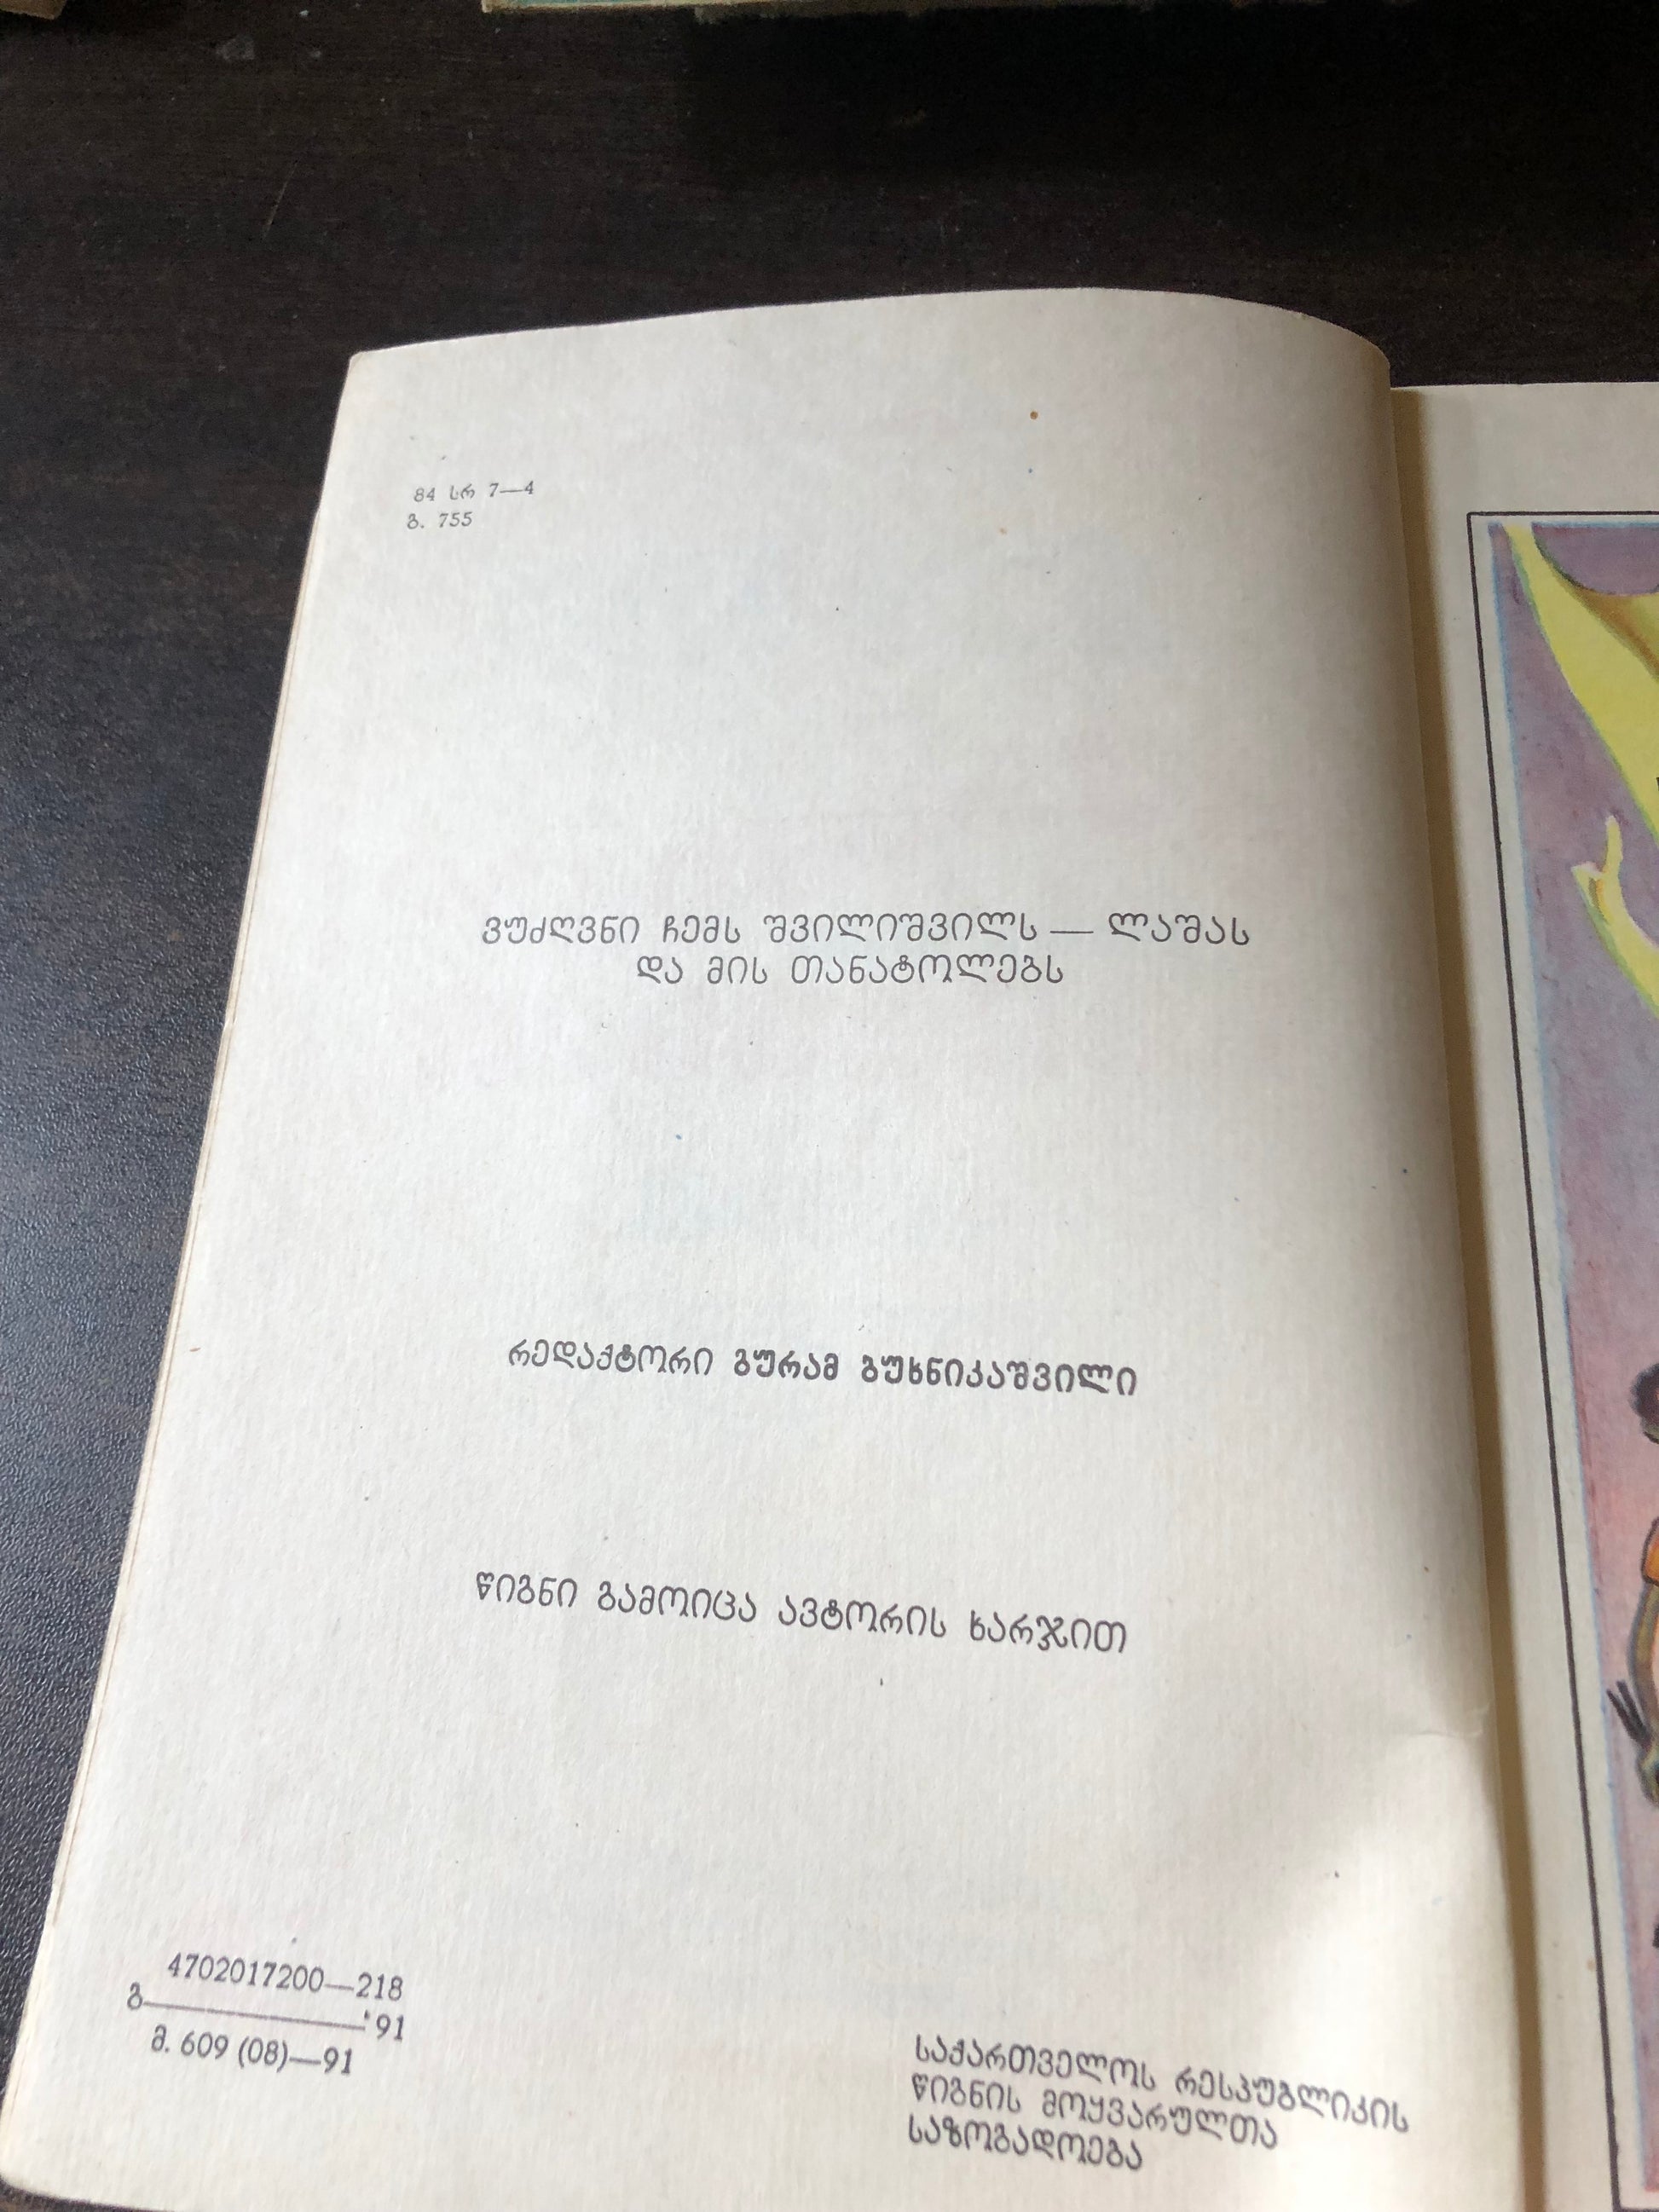 84 სრ 7—4
გ. 755
ვუძღვნი ჩემს შვილიშვილს — ლაშას
და მის თანატოლებს
რედაქტორი გურამ გუხნიკაშვილი
წიგნი გამოიცა ავტორის ხარჯით
4702017200—218
გ——————91
მ. 609 (08)—91
საქართველოს რესპუბლიკის
წიგნის მოყვარულთა
საზოგადოება